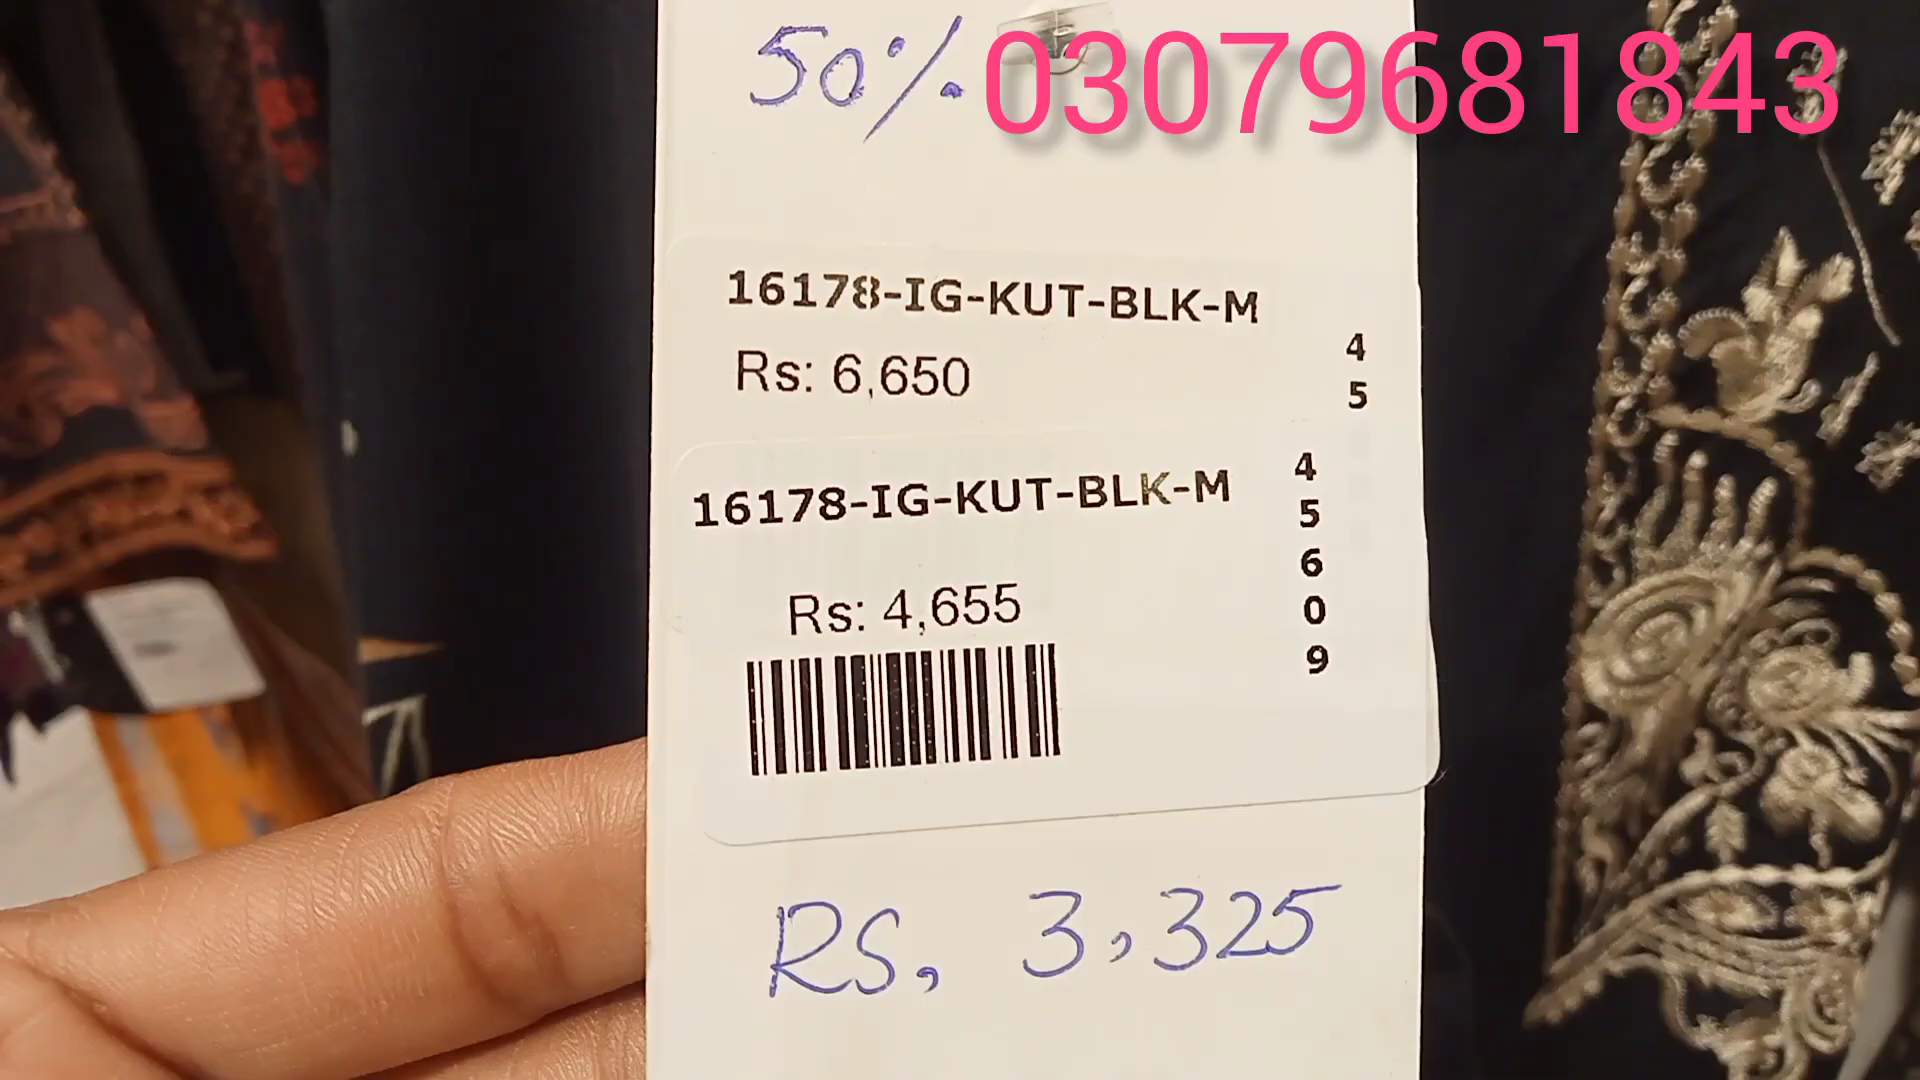 50%
03079681843
16178-IG-KUT-BLK-M
Rs: 6,650
4
5
16178-IG-KUT-BLK-M
Rs: 4,655
4
5
6
0
9
RS, 3,325